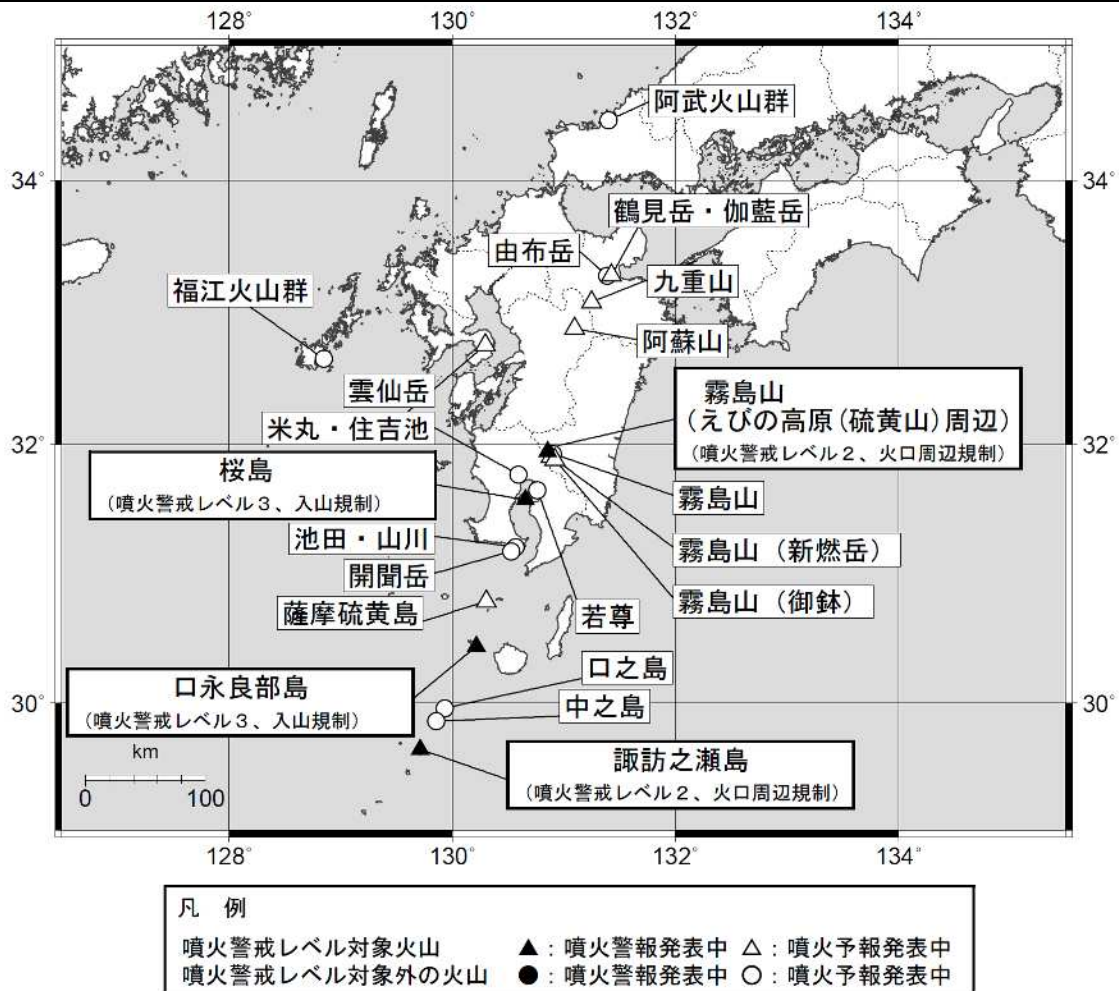 128° 130° 132° 134°
阿武火山群
34° 34°
鶴見岳・伽藍岳
由布岳
九重山
福江火山群
阿蘇山
雲仙岳
霧島山
(えびの高原(硫黄山)周辺)
(噴火警戒レベル2、火口周辺規制)
米丸・住吉池
32° 32°
桜島
(噴火警戒レベル3、入山規制)
霧島山
池田・山川
霧島山(新燃岳)
開聞岳
霧島山(御鉢)
薩摩硫黄島
若尊
口之島
口永良部島
(噴火警戒レベル3、入山規制)
30° 30°
中之島
km
0 100
諏訪之瀬島
(噴火警戒レベル2、火口周辺規制)
128° 130° 132° 134°
凡 例
噴火警戒レベル対象火山 ▲:噴火警報発表中 △:噴火予報発表中
噴火警戒レベル対象外の火山 ●:噴火警報発表中 ○:噴火予報発表中